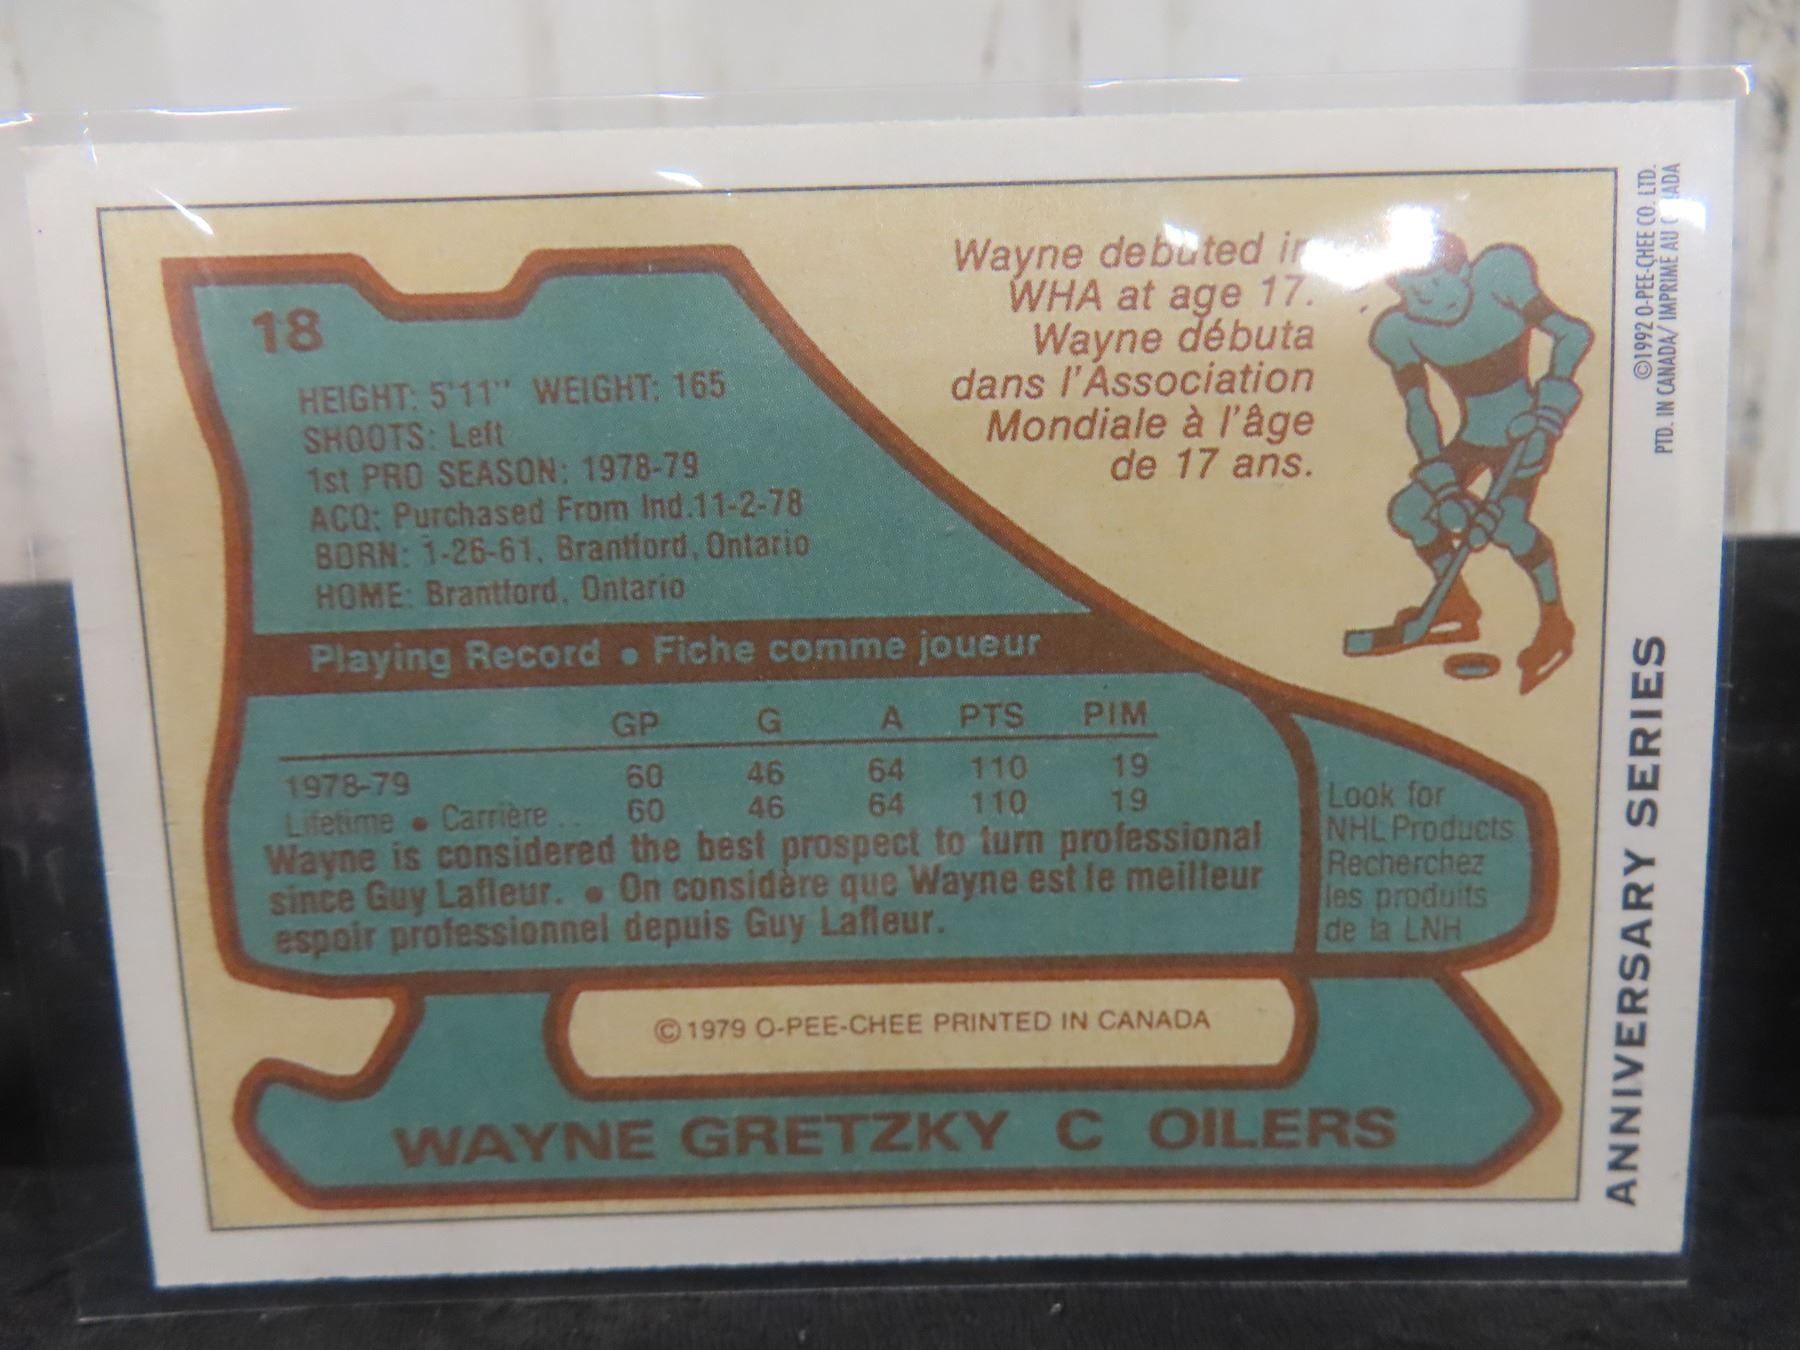 18
HEIGHT: 5'11" WEIGHT: 165
SHOOTS: Left
1st PRO SEASON: 1978-79
ACQ: Purchased From Ind.11-2-78
BORN: 1-26-61, Brantford, Ontario
HOME: Brantford, Ontario
Wayne debuted in
WHA at age 17.
Wayne débuta
dans l'Association
Mondiale à l'âge
de 17 ans.
Playing Record • Fiche comme joueur
GP G A PTS PIM
1978-79 60 46 64 110 19
Lifetime • Carrière .. 60 46 64 110 19
Wayne is considered the best prospect to turn professional
since Guy Lafleur. • On considère que Wayne est le meilleur
espoir professionnel depuis Guy Lafleur.
Look for
NHL Products
Recherchez
les produits
de la LNH
© 1979 O-PEE-CHEE PRINTED IN CANADA
WAYNE GRETZKY C OILERS
©1992 O-PEE-CHEE CO. LTD.
PTD. IN CANADA/ IMPRIME AU CANADA
ANNIVERSARY SERIES